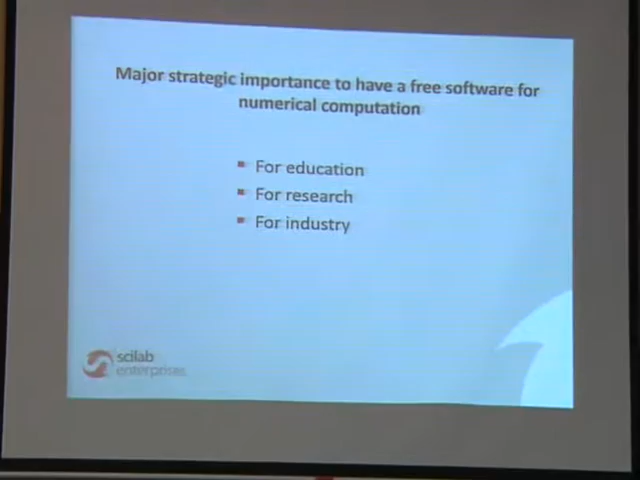 Major strategic importance to have a free software for
numerical computation
For education
For research
For industry
scilab
enterprises